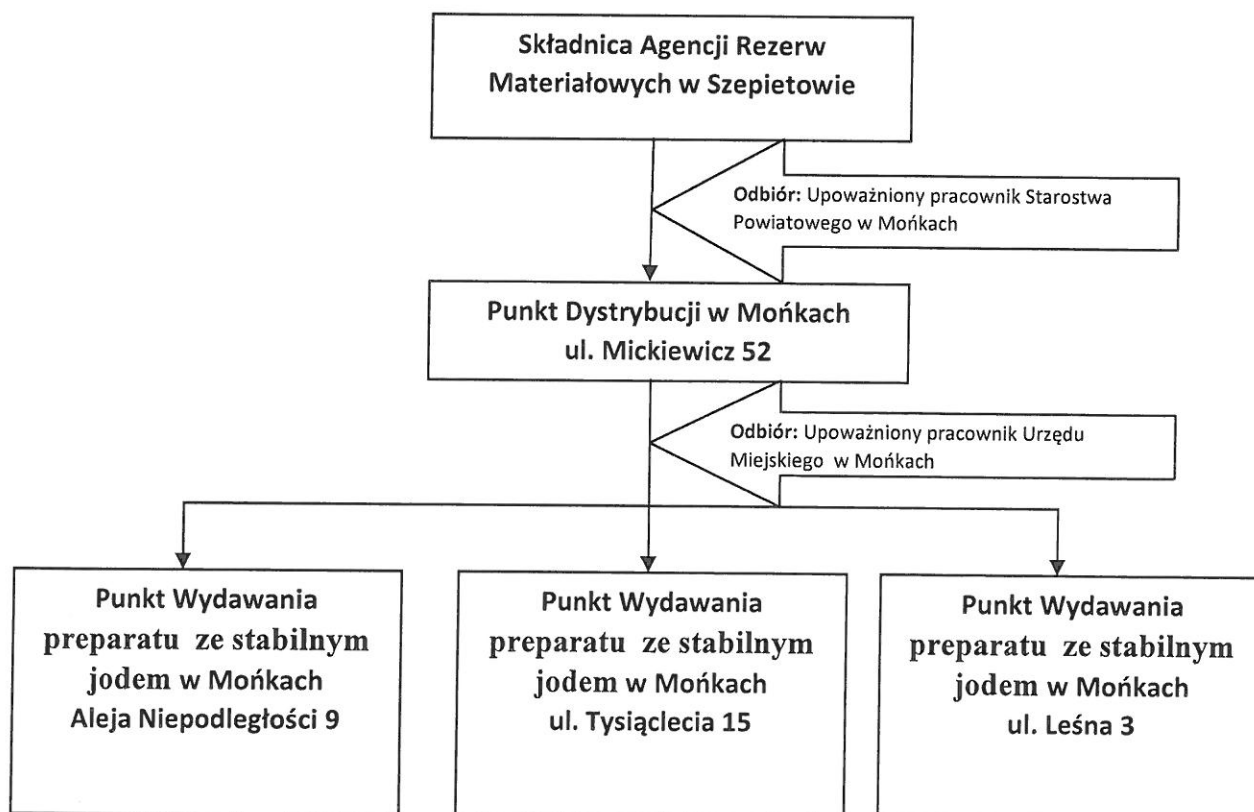 Składnica Agencji Rezerw
Materiałowych w Szepietowie
Odbiór: Upoważniony pracownik Starostwa
Powiatowego w Mońkach
Punkt Dystrybucji w Mońkach
ul. Mickiewicz 52
Odbiór: Upoważniony pracownik Urzędu
Miejskiego w Mońkach
Punkt Wydawania
preparatu ze stabilnym
jodem w Mońkach
Aleja Niepodległości 9
Punkt Wydawania
preparatu ze stabilnym
jodem w Mońkach
ul. Tysiąclecia 15
Punkt Wydawania
preparatu ze stabilnym
jodem w Mońkach
ul. Leśna 3